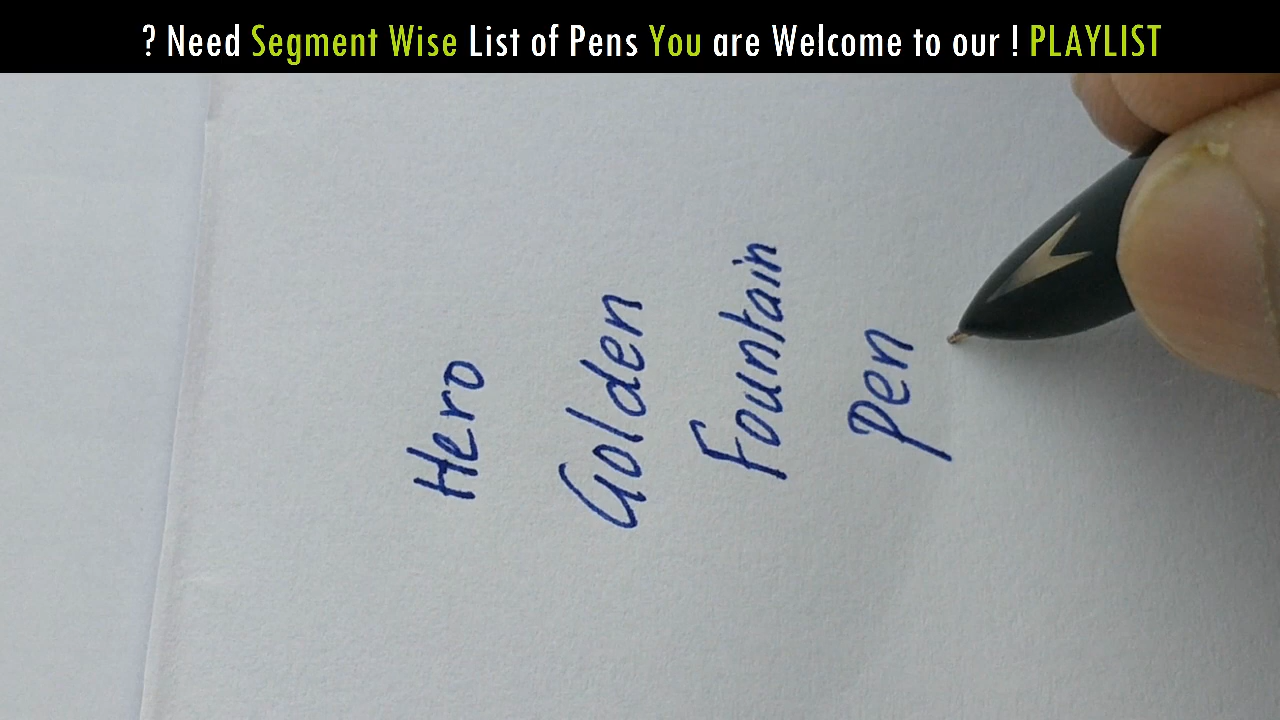 ? Need Segment Wise List of Pens You are Welcome to our ! PLAYLIST
Hero
Golden
Fountain
Pen